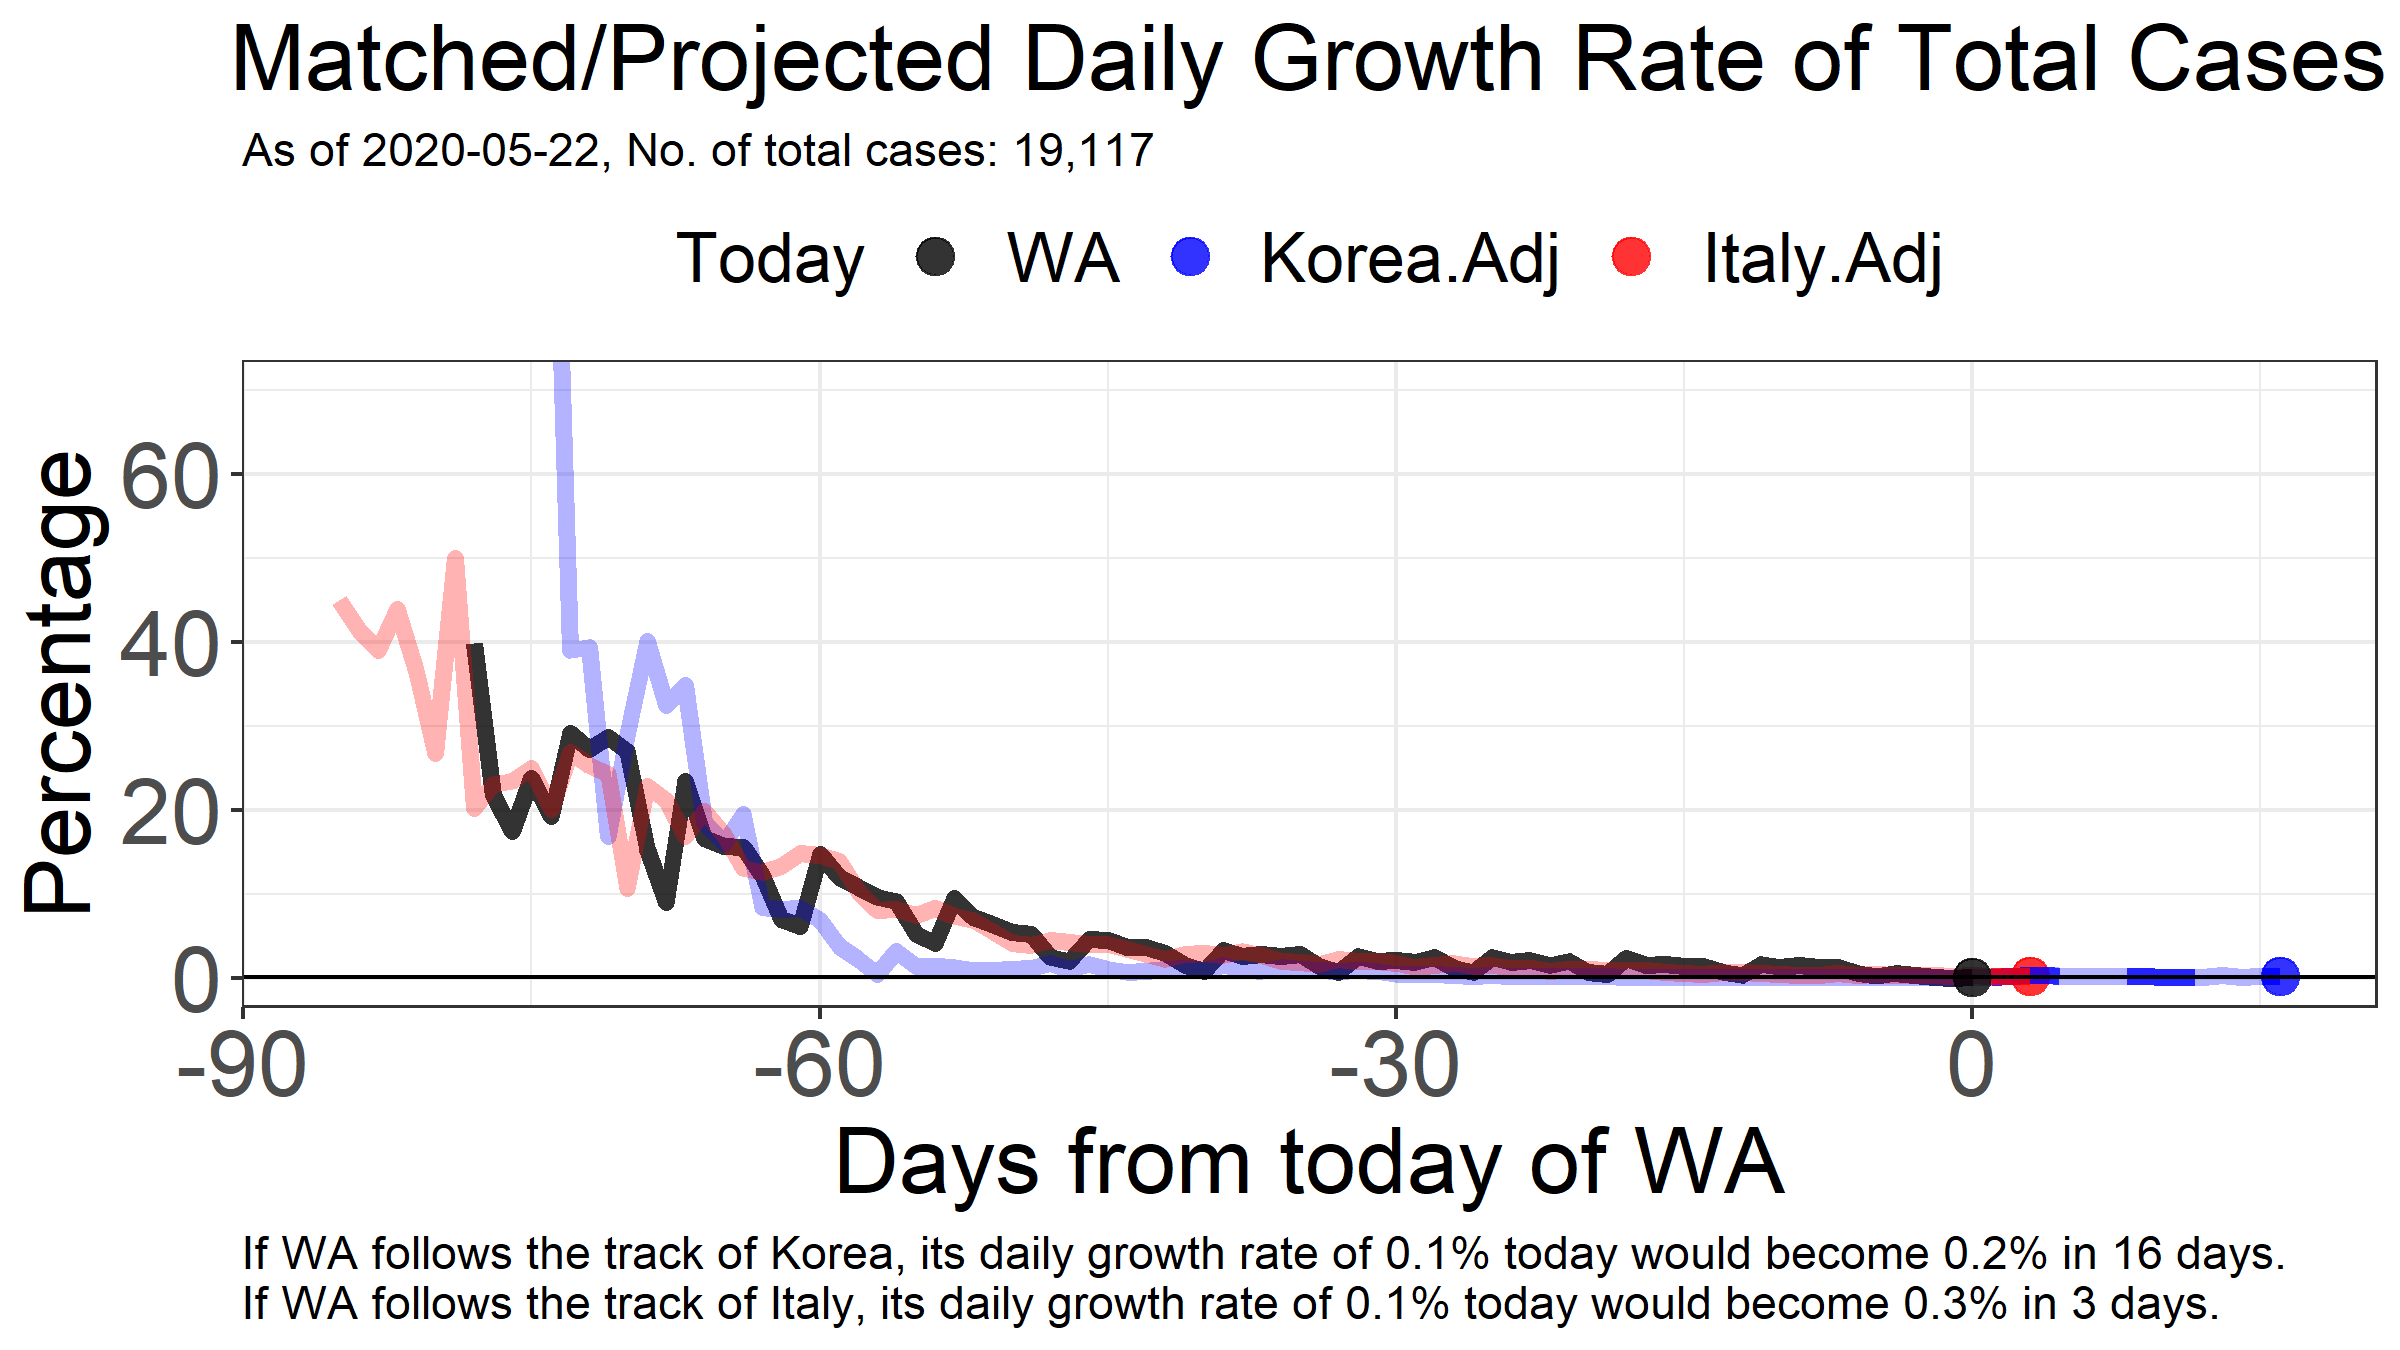 Matched/Projected Daily Growth Rate of Total Cases
As of 2020-05-22, No. of total cases: 19,117
Today WA Korea.Adj Italy.Adj
Percentage
60
40
20
0
-90 -60 -30 0
Days from today of WA
If WA follows the track of Korea, its daily growth rate of 0.1% today would become 0.2% in 16 days.
If WA follows the track of Italy, its daily growth rate of 0.1% today would become 0.3% in 3 days.